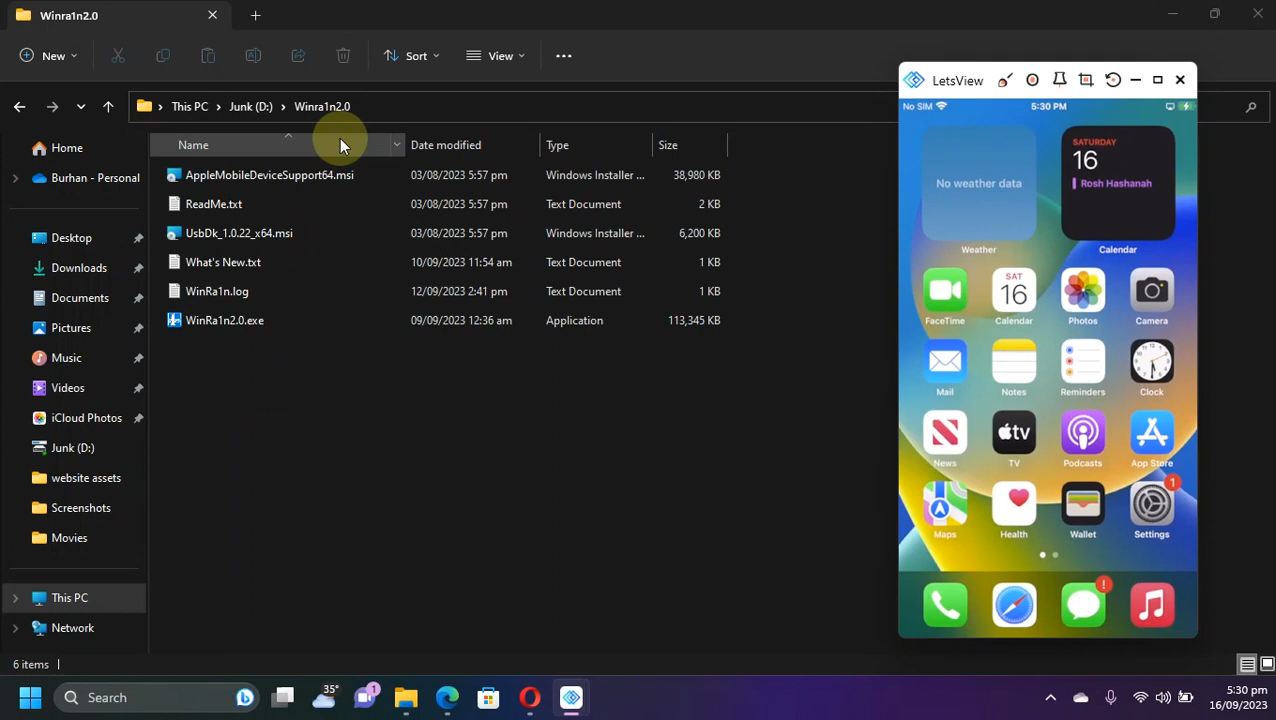 Winra1n2.0
New
Sort
View
This PC > Junk (D:) > Winra1n2.0
Name Date modified Type Size
AppleMobileDeviceSupport64.msi 03/08/2023 5:57 pm Windows Installer ... 38,980 KB
ReadMe.txt 03/08/2023 5:57 pm Text Document 2 KB
UsbDk_1.0.22_x64.msi 03/08/2023 5:57 pm Windows Installer ... 6,200 KB
What's New.txt 11/09/2023 11:54 am Text Document 1 KB
WinRa1n.log 12/09/2023 2:41 pm Text Document 1 KB
WinRa1n2.0.exe 09/09/2023 12:36 am Application 113,345 KB
Home
Burhan - Personal
Desktop
Downloads
Documents
Pictures
Music
Videos
iCloud Photos
Junk (D:)
website assets
Screenshots
Movies
This PC
Network
6 items
LetsView
No SIM 5:30 PM
No weather data
Weather
SATURDAY
16
Rosh Hashanah
Calendar
SAT
16
FaceTime Calendar Photos Camera
Mail Notes Reminders Clock
tv
News TV Podcasts App Store
1
Maps Health Wallet Settings
!
Search
35°
1
5:30 pm
16/09/2023